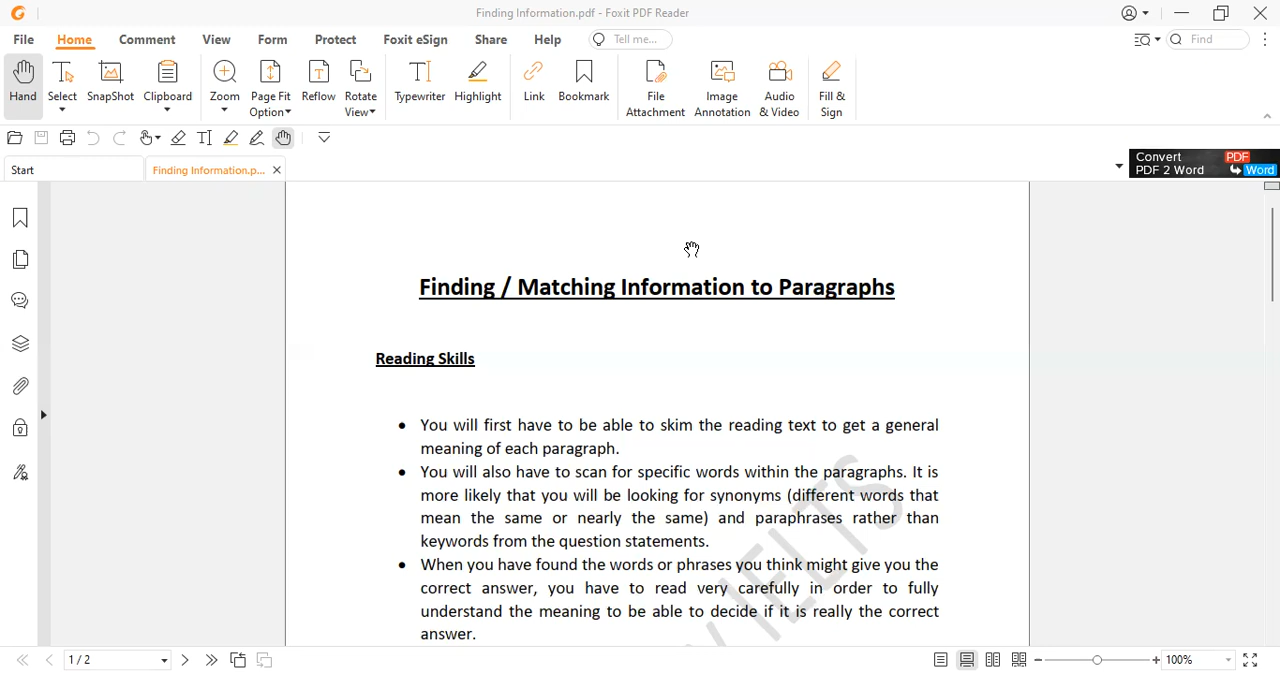 Finding Information.pdf - Foxit PDF Reader
File Home Comment View Form Protect Foxit eSign Share Help Tell me... Find
Hand Select SnapShot Clipboard Zoom Page Fit Option Reflow Rotate View Typewriter Highlight Link Bookmark File Attachment Image Annotation Audio & Video Fill & Sign
Start Finding Information.p...
Convert PDF
PDF 2 Word Word
Finding / Matching Information to Paragraphs
Reading Skills
• You will first have to be able to skim the reading text to get a general
meaning of each paragraph.
• You will also have to scan for specific words within the paragraphs. It is
more likely that you will be looking for synonyms (different words that
mean the same or nearly the same) and paraphrases rather than
keywords from the question statements.
• When you have found the words or phrases you think might give you the
correct answer, you have to read very carefully in order to fully
understand the meaning to be able to decide if it is really the correct
answer.
Y IELTS
1 / 2
100%